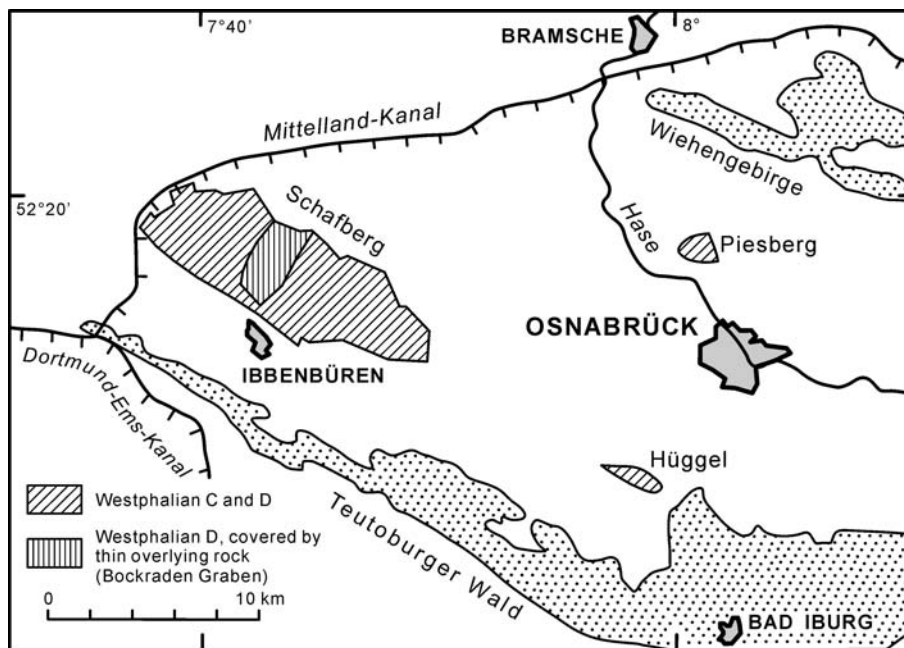 7°40′
8°
BRAMSCHE
Mittelland-Kanal
Wiehengebirge
52°20′
Schafberg
Hase
Piesberg
OSNABRÜCK
IBBENBÜREN
Dortmund-Ems-Kanal
Hüggel
Teutoburger Wald
Westphalian C and D
Westphalian D, covered by
thin overlying rock
(Bockraden Graben)
0 10 km
BAD IBURG